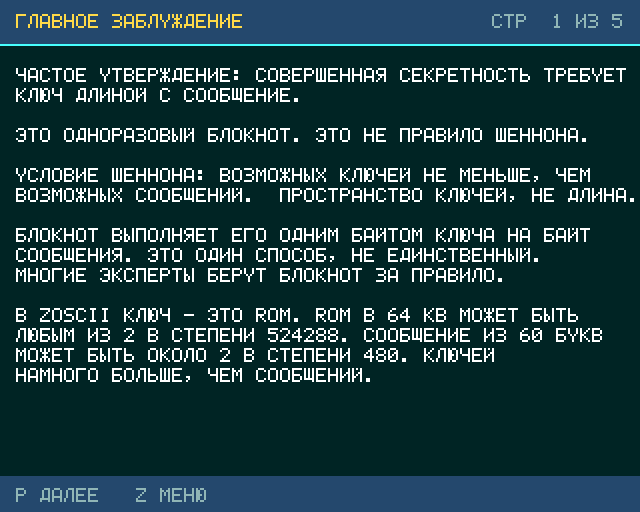 ГЛАВНОЕ ЗАБЛУЖДЕНИЕ СТР 1 ИЗ 5
ЧАСТОЕ УТВЕРЖДЕНИЕ: СОВЕРШЕННАЯ СЕКРЕТНОСТЬ ТРЕБУЕТ
КЛЮЧ ДЛИНОЙ С СООБЩЕНИЕ.
ЭТО ОДНОРАЗОВЫЙ БЛОКНОТ. ЭТО НЕ ПРАВИЛО ШЕННОНА.
УСЛОВИЕ ШЕННОНА: ВОЗМОЖНЫХ КЛЮЧЕЙ НЕ МЕНЬШЕ, ЧЕМ
ВОЗМОЖНЫХ СООБЩЕНИЙ. ПРОСТРАНСТВО КЛЮЧЕЙ, НЕ ДЛИНА.
БЛОКНОТ ВЫПОЛНЯЕТ ЕГО ОДНИМ БАЙТОМ КЛЮЧА НА БАЙТ
СООБЩЕНИЯ. ЭТО ОДИН СПОСОБ, НЕ ЕДИНСТВЕННЫЙ.
МНОГИЕ ЭКСПЕРТЫ БЕРУТ БЛОКНОТ ЗА ПРАВИЛО.
В ZOSCII КЛЮЧ - ЭТО ROM. ROM В 64 КВ МОЖЕТ БЫТЬ
ЛЮБЫМ ИЗ 2 В СТЕПЕНИ 524288. СООБЩЕНИЕ ИЗ 60 БУКВ
МОЖЕТ БЫТЬ ОКОЛО 2 В СТЕПЕНИ 480. КЛЮЧЕЙ
НАМНОГО БОЛЬШЕ, ЧЕМ СООБЩЕНИЙ.
P ДАЛЕЕ Z МЕНЮ